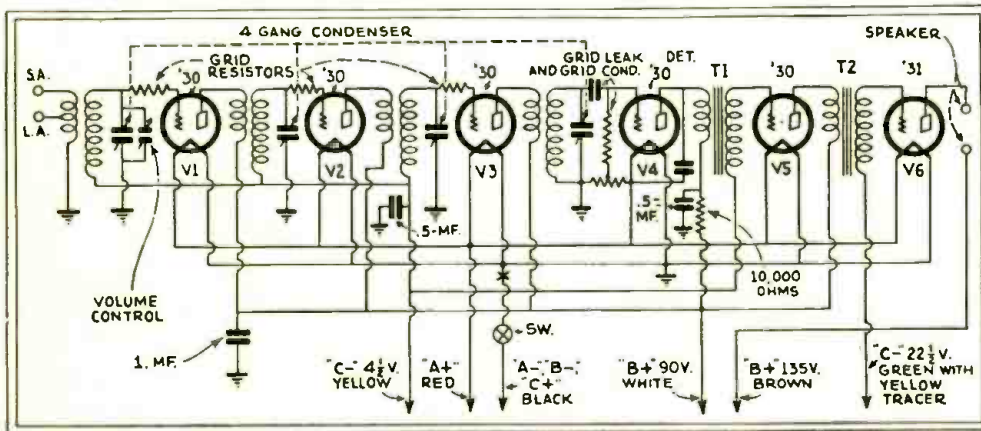 4 GANG CONDENSER
SPEAKER
S.A.
L.A.
GRID
RESISTORS
'30
'30
'30
GRID LEAK
AND GRID COND.
'30
DET.
T1
'30
T2
'31
V1
V2
V3
V4
V5
V6
.5-MF.
.5-
MF.
10,000
OHMS
VOLUME
CONTROL
1. MF.
SW.
"C-" 4½ V.
YELLOW
"A+"
RED
"A-," "B-,"
"C+"
BLACK
"B+" 90V.
WHITE
"B+" 135V.
BROWN
"C-" 22½ V.
GREEN WITH
YELLOW
TRACER